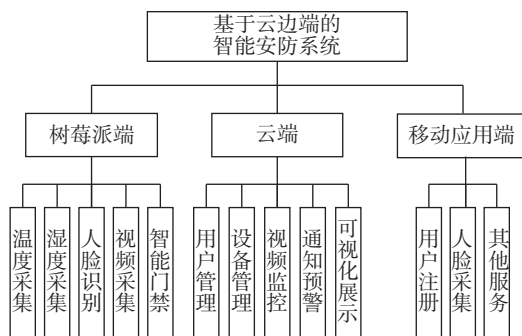 基于云边端的
智能安防系统
树莓派端
云端
移动应用端
温度采集
湿度采集
人脸识别
视频采集
智能门禁
用户管理
设备管理
视频监控
通知预警
可视化展示
用户注册
人脸采集
其他服务